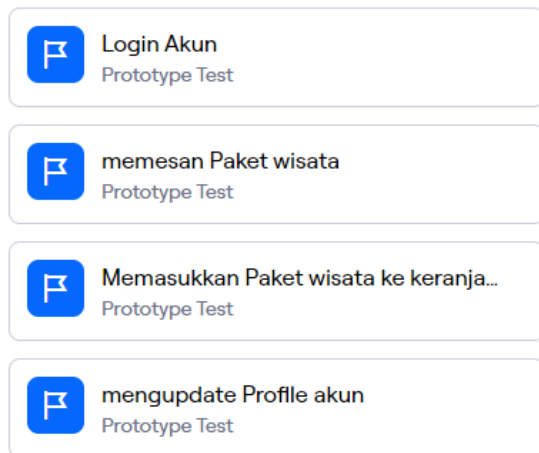 Login Akun
Prototype Test
memesan Paket wisata
Prototype Test
Memasukkan Paket wisata ke keranja...
Prototype Test
mengupdate Profile akun
Prototype Test